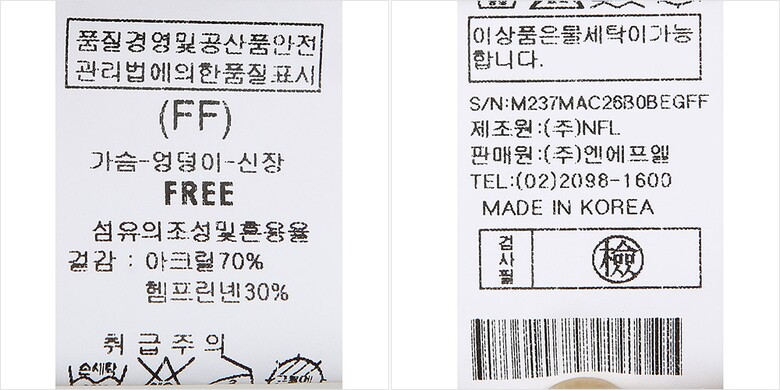 품질경영및공산품안전
관리법에의한품질표시
(FF)
가슴-엉덩이-신장
FREE
섬유의조성및혼용율
겉감 : 아크릴70%
헴프린넨30%
취급주의
손세탁
이상품은물세탁이가능
합니다.
S/N:M237MAC26B0BEGFF
제조원:(주)NFL
판매원:(주)엔에프엘
TEL:(02)2098-1600
MADE IN KOREA
검사필
檢